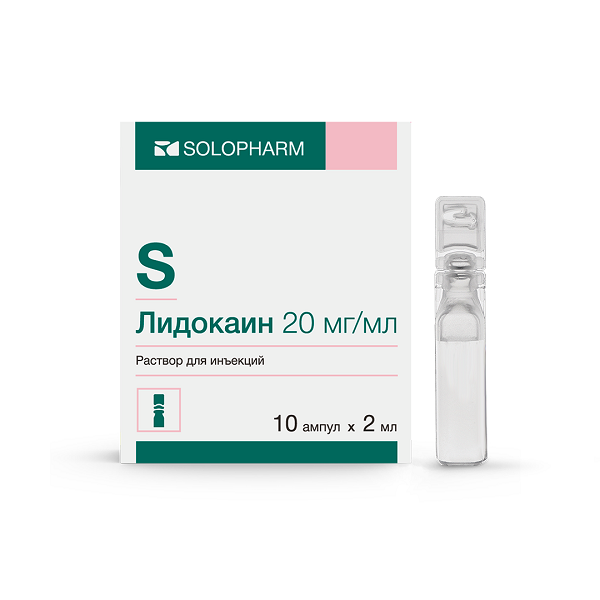 SOLOPHARM
S
Лидокаин 20 мг/мл
Раствор для инъекций
10 ампул x 2 мл